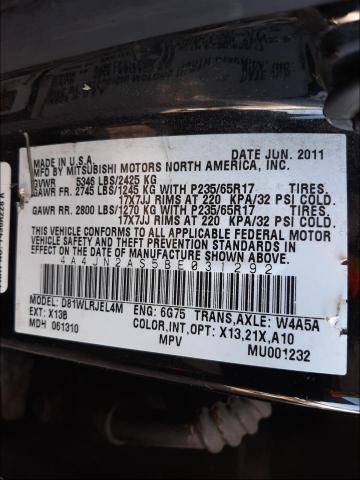 MADE IN U.S.A. DATE JUN. 2011
MFG BY MITSUBISHI MOTORS NORTH AMERICA, INC.
GVWR 5346 LBS/2425 KG
GAWR FR. 2745 LBS/1245 KG WITH P235/65R17 TIRES,
17X7JJ RIMS AT 220 KPA/32 PSI COLD.
GAWR RR. 2800 LBS/1270 KG WITH P235/65R17 TIRES,
17X7JJ RIMS AT 220 KPA/32 PSI COLD.
THIS VEHICLE CONFORMS TO ALL APPLICABLE FEDERAL MOTOR
VEHICLE SAFETY AND THEFT PREVENTION STANDARDS IN
EFFECT ON THE DATE OF MANUFACTURE SHOWN ABOVE.
4A4JN2AS5BE031292
MODEL: D81WLRJEL4M ENG: 6G75 TRANS,AXLE: W4A5A
EXT: X13B COLOR,INT,OPT: X13,21X,A10
MDH 061310 MPV MU001232